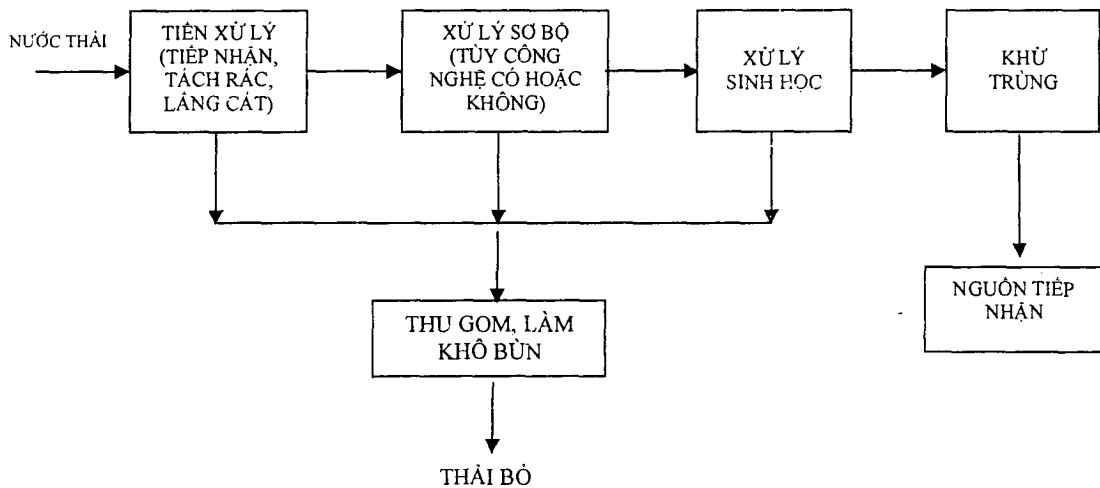 NƯỚC THẢI
TIỀN XỬ LÝ
(TIẾP NHẬN,
TÁCH RÁC,
LẮNG CÁT)
XỬ LÝ SƠ BỘ
(TÙY CÔNG
NGHỆ CÓ HOẶC
KHÔNG)
XỬ LÝ
SINH HỌC
KHỬ
TRÙNG
NGUỒN TIẾP
NHẬN
THU GOM, LÀM
KHÔ BÙN
THẢI BỎ